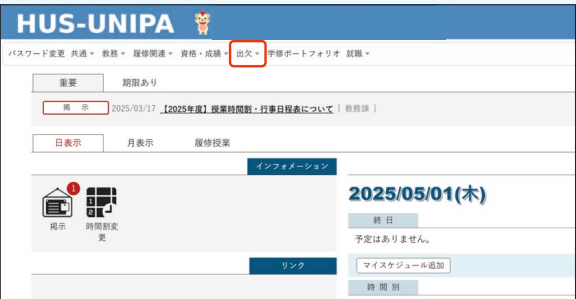 HUS-UNIPA
パスワード変更 共通 教務 履修関連 資格・成績 出欠 学修ポートフォリオ 就職
重要 期限あり
掲 示 2025/03/17 【2025年度】授業時間割・行事日程表について [ 教務課 ]
日表示 月表示 履修授業
インフォメーション
1
掲示 時間割変
更
2025/05/01(木)
終 日
予定はありません。
リンク
マイスケジュール追加
時 間 別